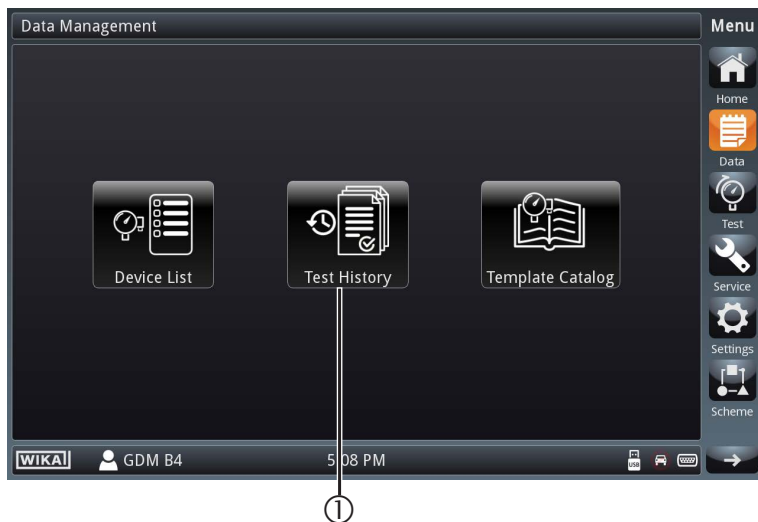 Data Management
Menu
Home
Data
Test
Service
Settings
Scheme
Device List
Test History
Template Catalog
WIKAI
GDM B4
5:08 PM
USB
①